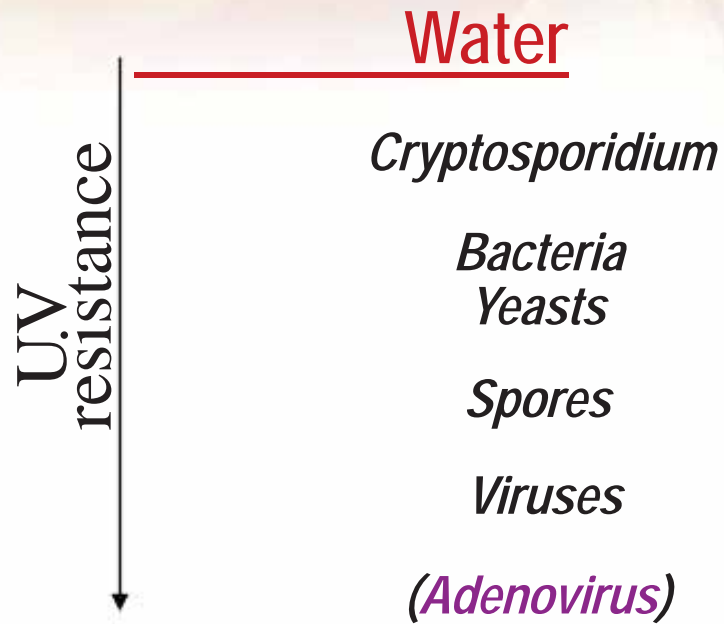 Water
U.V
resistance
Cryptosporidium
Bacteria
Yeasts
Spores
Viruses
(Adenovirus)